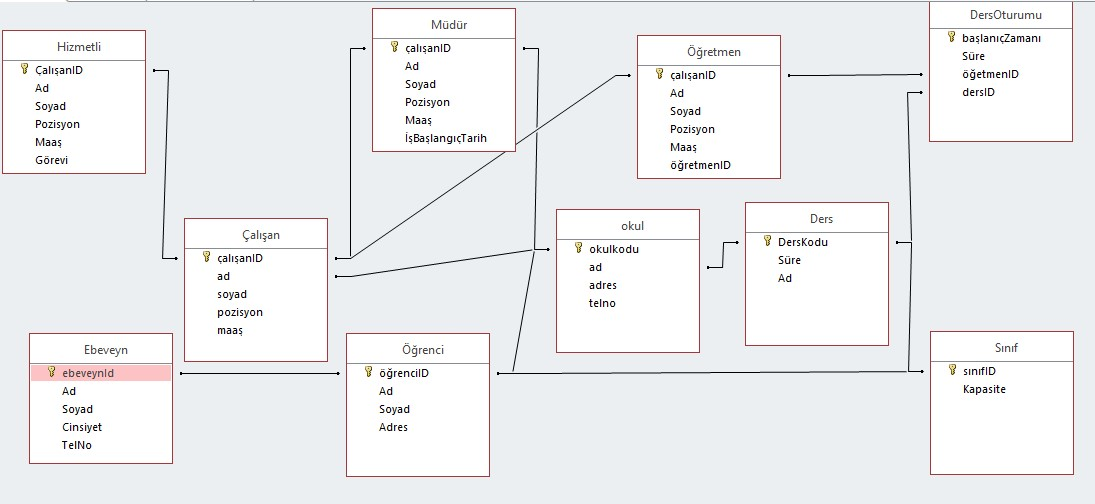 Hizmetli
ÇalışanID
Ad
Soyad
Pozisyon
Maaş
Görevi
Müdür
çalışanID
Ad
Soyad
Pozisyon
Maaş
İşBaşlangıçTarih
Öğretmen
çalışanID
Ad
Soyad
Pozisyon
Maaş
öğretmenID
DersOturumu
başlanıçZamanı
Süre
öğetmenID
dersID
Çalışan
çalışanID
ad
soyad
pozisyon
maaş
okul
okulkodu
ad
adres
telno
Ders
DersKodu
Süre
Ad
Ebeveyn
ebeveynId
Ad
Soyad
Cinsiyet
TelNo
Öğrenci
öğrenciID
Ad
Soyad
Adres
Sınıf
sınıfID
Kapasite